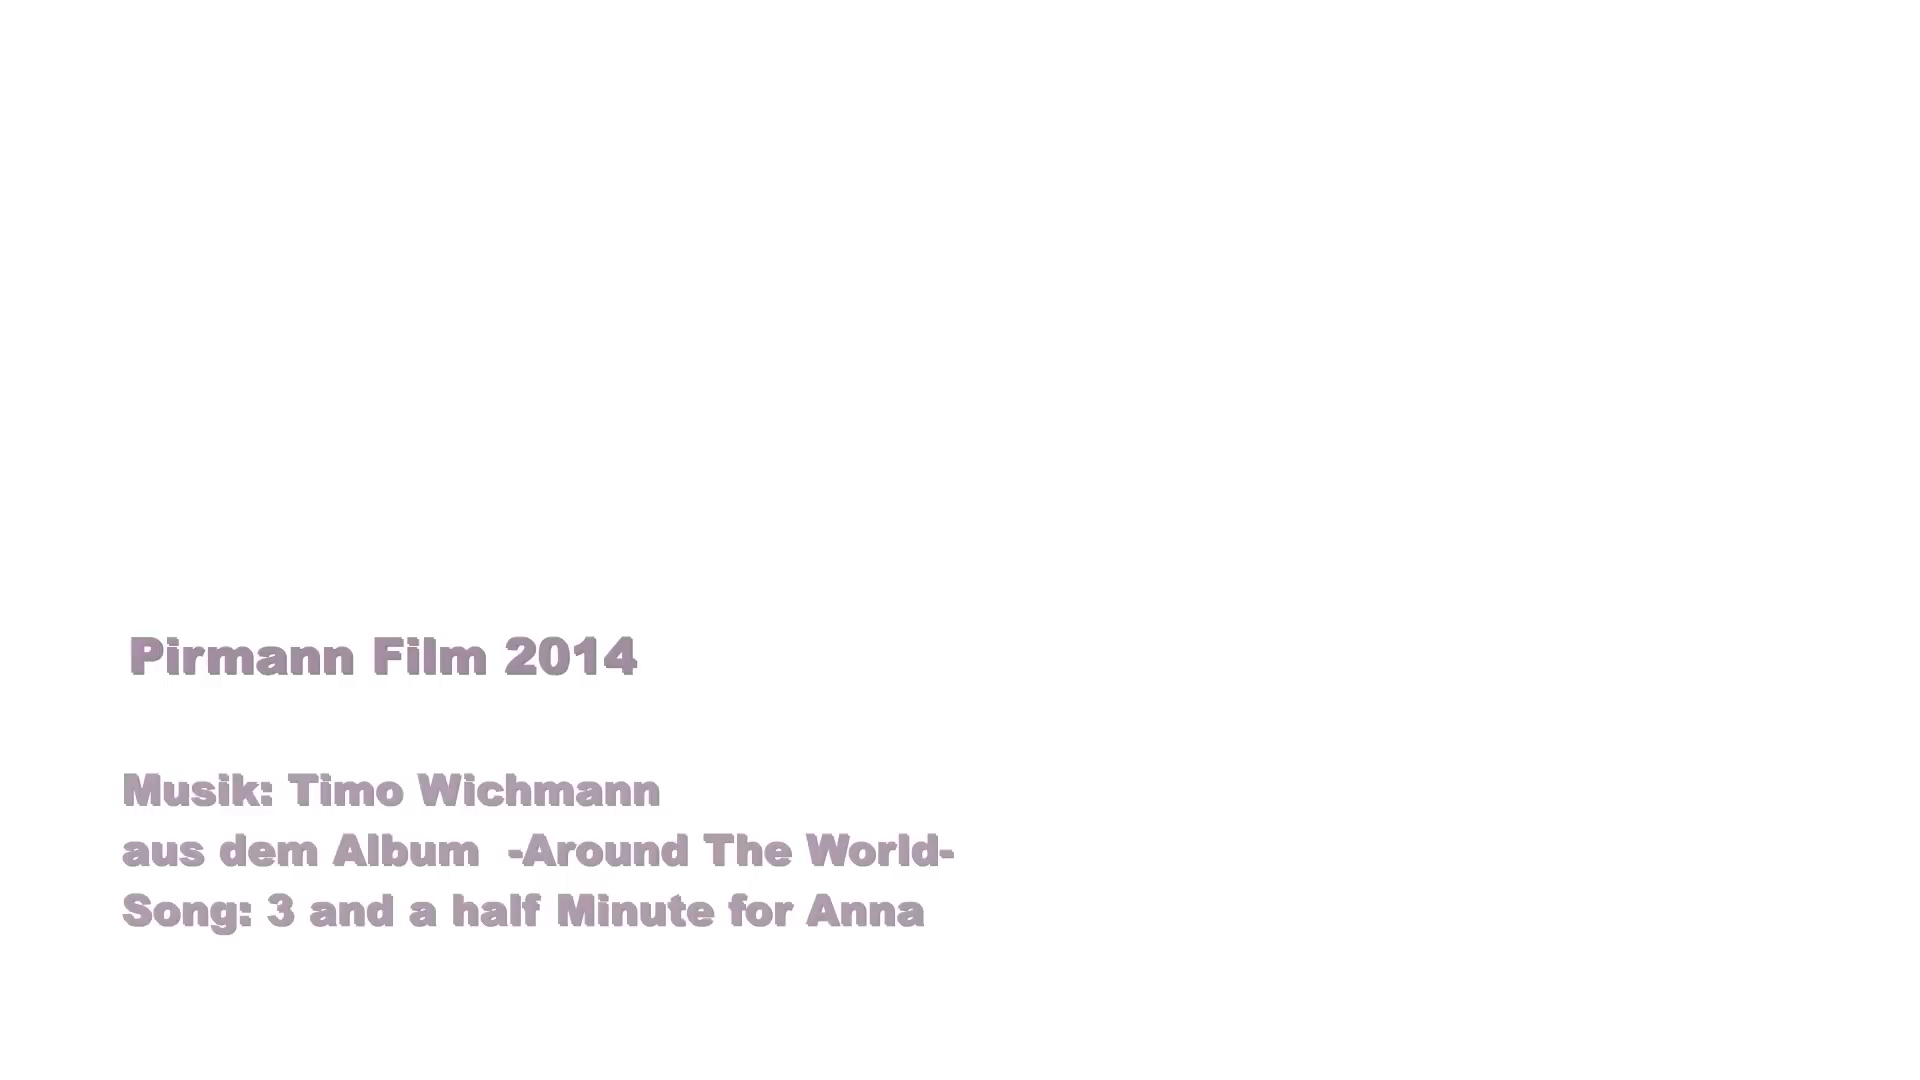 Pirmann Film 2014
Musik: Timo Wichmann
aus dem Album -Around The World-
Song: 3 and a half Minute for Anna